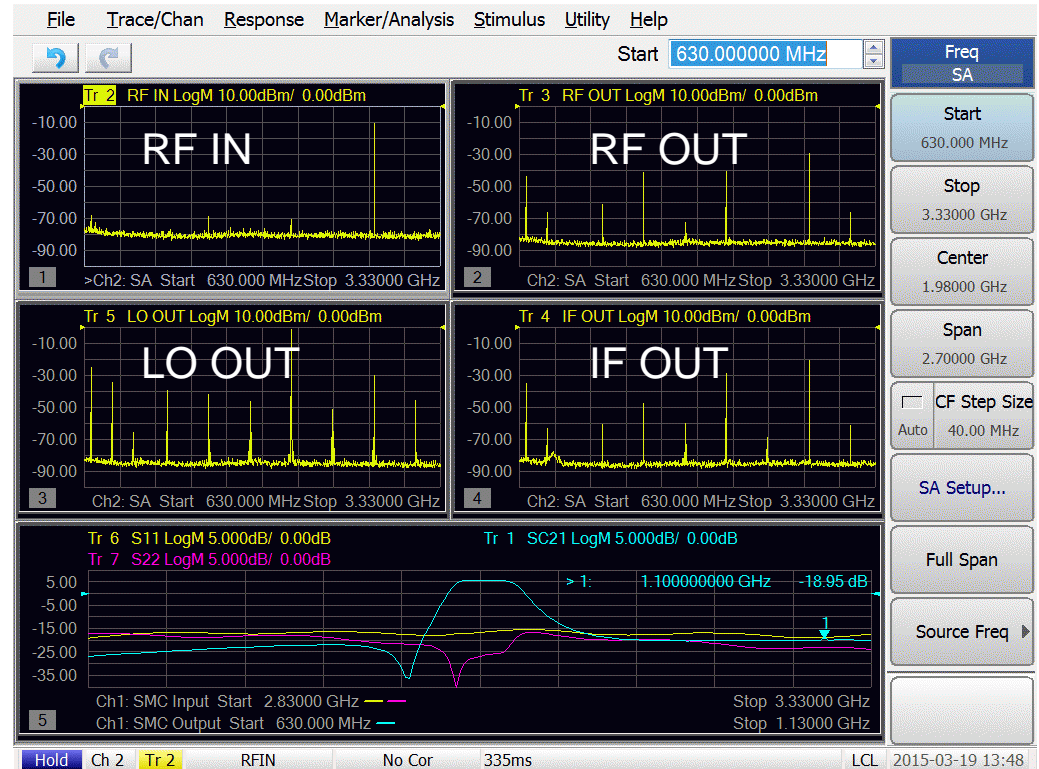 File Trace/Chan Response Marker/Analysis Stimulus Utility Help
Start 630.000000 MHz
Freq
SA
Start
630.000 MHz
Stop
3.33000 GHz
Center
1.98000 GHz
Span
2.70000 GHz
CF Step Size
Auto 40.00 MHz
SA Setup...
Full Span
Source Freq
Tr 2 RF IN LogM 10.00dBm/ 0.00dBm
RF IN
-10.00
-30.00
-50.00
-70.00
-90.00
1 >Ch2: SA Start 630.000 MHz Stop 3.33000 GHz
Tr 3 RF OUT LogM 10.00dBm/ 0.00dBm
RF OUT
-10.00
-30.00
-50.00
-70.00
-90.00
2 Ch2: SA Start 630.000 MHz Stop 3.33000 GHz
Tr 5 LO OUT LogM 10.00dBm/ 0.00dBm
LO OUT
-10.00
-30.00
-50.00
-70.00
-90.00
3 Ch2: SA Start 630.000 MHz Stop 3.33000 GHz
Tr 4 IF OUT LogM 10.00dBm/ 0.00dBm
IF OUT
-10.00
-30.00
-50.00
-70.00
-90.00
4 Ch2: SA Start 630.000 MHz Stop 3.33000 GHz
Tr 6 S11 LogM 5.000dB/ 0.00dB Tr 1 SC21 LogM 5.000dB/ 0.00dB
Tr 7 S22 LogM 5.000dB/ 0.00dB
> 1: 1.100000000 GHz -18.95 dB
1
5.00
-5.00
-15.00
-25.00
-35.00
Ch1: SMC Input Start 2.83000 GHz Stop 3.33000 GHz
5 Ch1: SMC Output Start 630.000 MHz Stop 1.13000 GHz
Hold Ch 2 Tr 2 RFIN No Cor 335ms LCL 2015-03-19 13:48